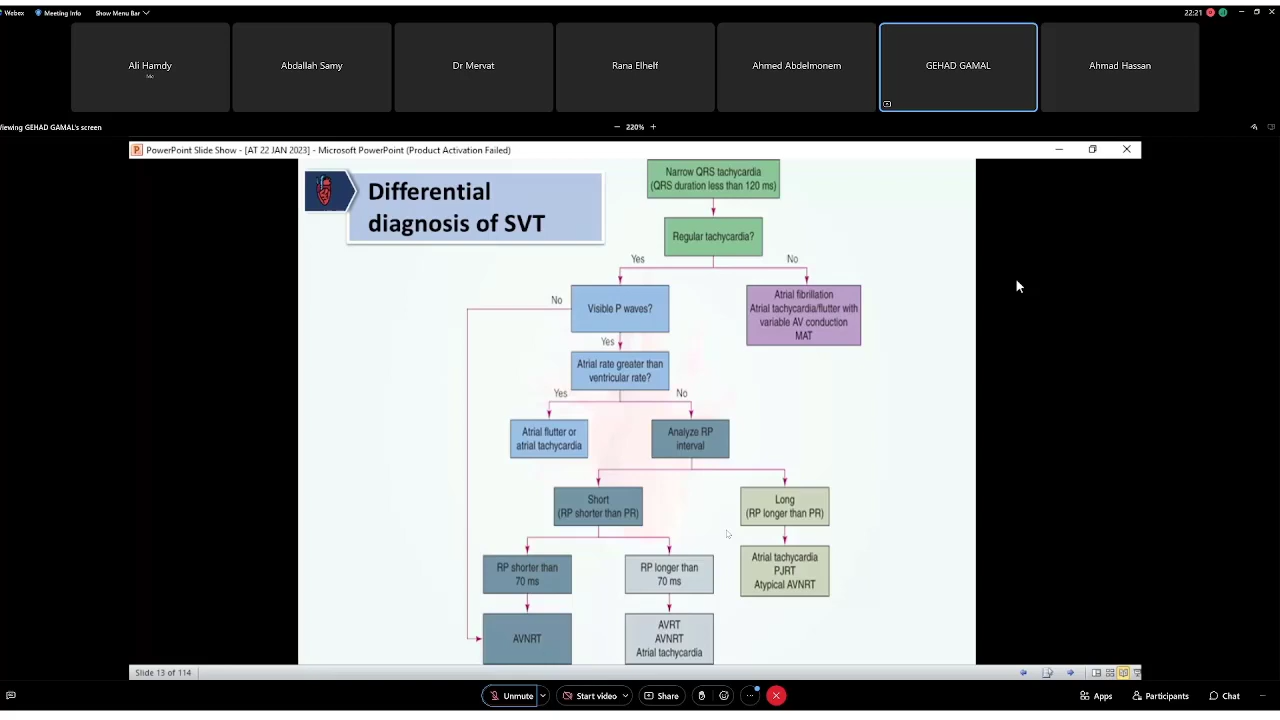 Webex
Meeting Info
Show Menu Bar
22:21
Ali Hamdy
Me
Abdallah Samy
Dr Mervat
Rana Elhelf
Ahmed Abdelmonem
GEHAD GAMAL
Ahmad Hassan
iewing GEHAD GAMAL's screen
220%
PowerPoint Slide Show - [AT 22 JAN 2023] - Microsoft PowerPoint (Product Activation Failed)
Differential
diagnosis of SVT
Narrow QRS tachycardia
(QRS duration less than 120 ms)
Regular tachycardia?
Yes
No
Visible P waves?
No
Atrial fibrillation
Atrial tachycardia/flutter with
variable AV conduction
MAT
Yes
Atrial rate greater than
ventricular rate?
Yes
No
Atrial flutter or
atrial tachycardia
Analyze RP
interval
Short
(RP shorter than PR)
Long
(RP longer than PR)
RP shorter than
70 ms
RP longer than
70 ms
Atrial tachycardia
PJRT
Atypical AVNRT
AVNRT
AVRT
AVNRT
Atrial tachycardia
Slide 13 of 114
Unmute
Start video
Share
Apps
Participants
Chat